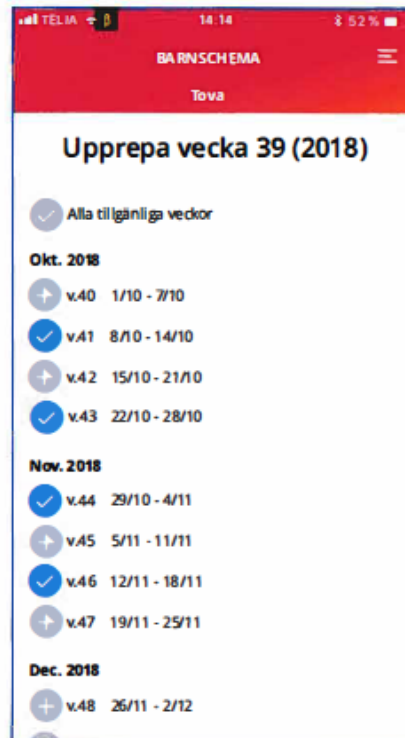 TELIA β 14:14 52 %
BARNSCHEMA
Tova
Upprepa vecka 39 (2018)
Alla tillgänliga veckor
Okt. 2018
v.40 1/10 - 7/10
v.41 8/10 - 14/10
v.42 15/10 - 21/10
v.43 22/10 - 28/10
Nov. 2018
v.44 29/10 - 4/11
v.45 5/11 - 11/11
v.46 12/11 - 18/11
v.47 19/11 - 25/11
Dec. 2018
v.48 26/11 - 2/12